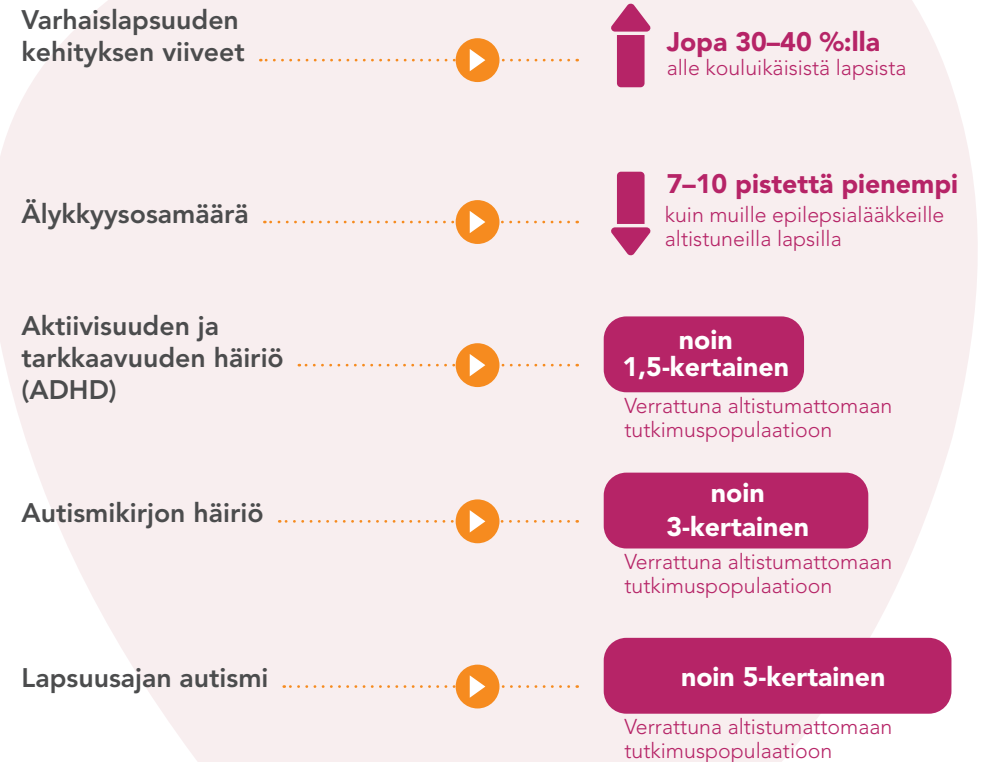 Varhaislapsuuden
kehityksen viiveet
Jopa 30–40 %:lla
alle kouluikäisistä lapsista
Älykkyysosamäärä
7–10 pistettä pienempi
kuin muille epilepsialääkkeille
altistuneilla lapsilla
Aktiivisuuden ja
tarkkaavuuden häiriö
(ADHD)
noin
1,5-kertainen
Verrattuna altistumattomaan
tutkimuspopulaatioon
Autismikirjon häiriö
noin
3-kertainen
Verrattuna altistumattomaan
tutkimuspopulaatioon
Lapsuusajan autismi
noin 5-kertainen
Verrattuna altistumattomaan
tutkimuspopulaatioon